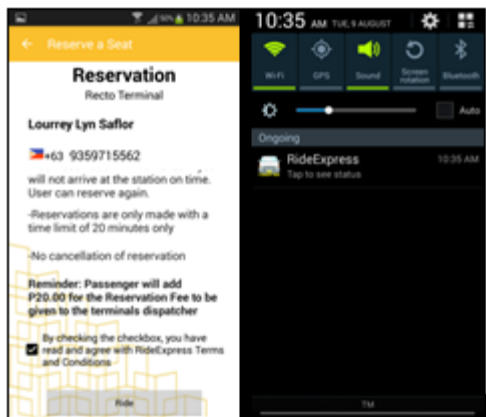 10:35 AM
Reserve a Seat
Reservation
Recto Terminal
Lourrey Lyn Saflor
+63 9359715562
will not arrive at the station on time.
User can reserve again.
-Reservations are only made with a
time limit of 20 minutes only
-No cancellation of reservation
Reminder: Passenger will add
P20.00 for the Reservation Fee to be
given to the terminals dispatcher
By checking the checkbox, you have
read and agree with RideExpress Terms
and Conditions
Ride
10:35 AM TUE, 9 AUGUST
Wi-Fi
GPS
Sound
Screen
rotation
Bluetooth
Auto
Ongoing
RideExpress
10:35 AM
Tap to see status
TM